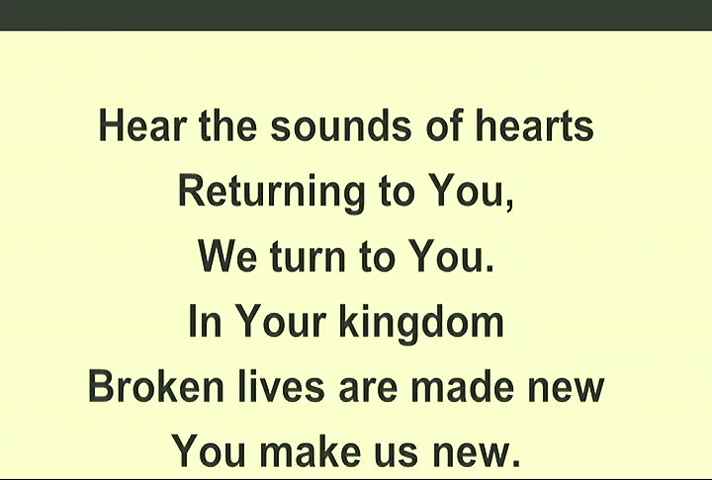 Hear the sounds of hearts
Returning to You,
We turn to You.
In Your kingdom
Broken lives are made new
You make us new.